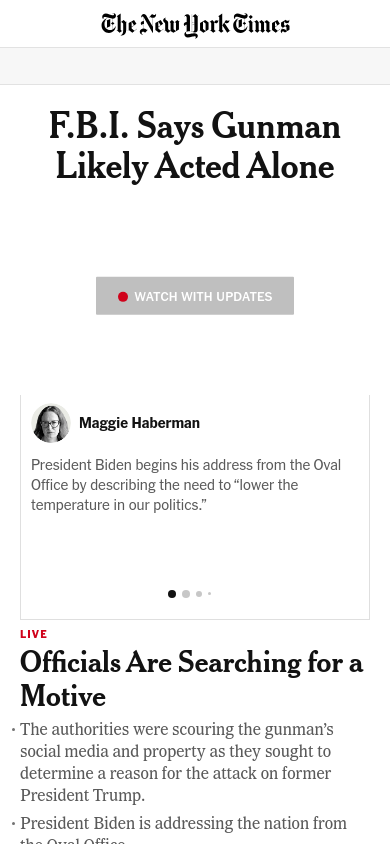 The New York Times
F.B.I. Says Gunman
Likely Acted Alone
WATCH WITH UPDATES
Maggie Haberman
President Biden begins his address from the Oval
Office by describing the need to “lower the
temperature in our politics.”
LIVE
Officials Are Searching for a
Motive
• The authorities were scouring the gunman’s
social media and property as they sought to
determine a reason for the attack on former
President Trump.
• President Biden is addressing the nation from
the Oval Office.